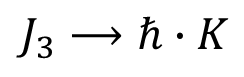 J₃ ⟶ ħ · K